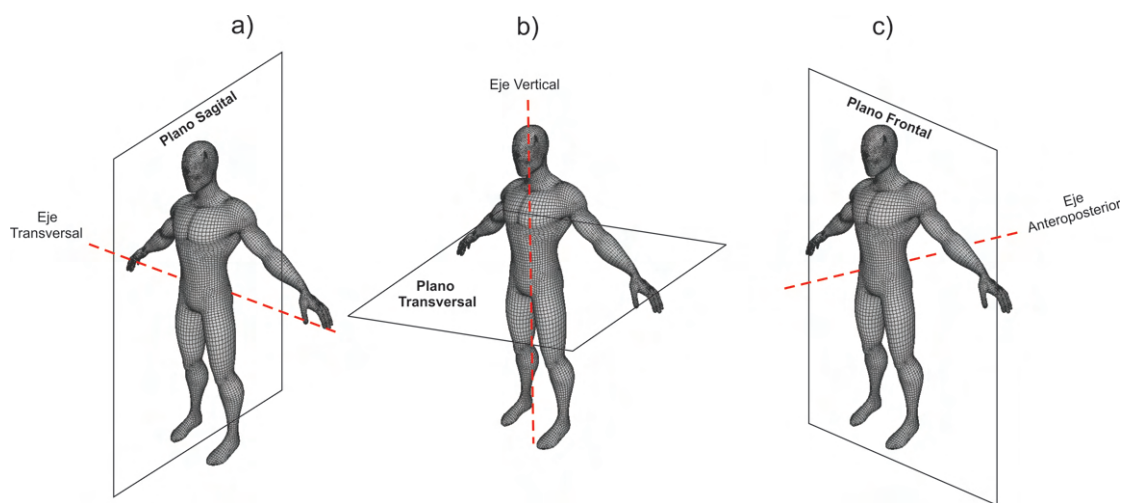 a)
Plano Sagital
Eje
Transversal
b)
Eje Vertical
Plano
Transversal
c)
Plano Frontal
Eje
Anteroposterior